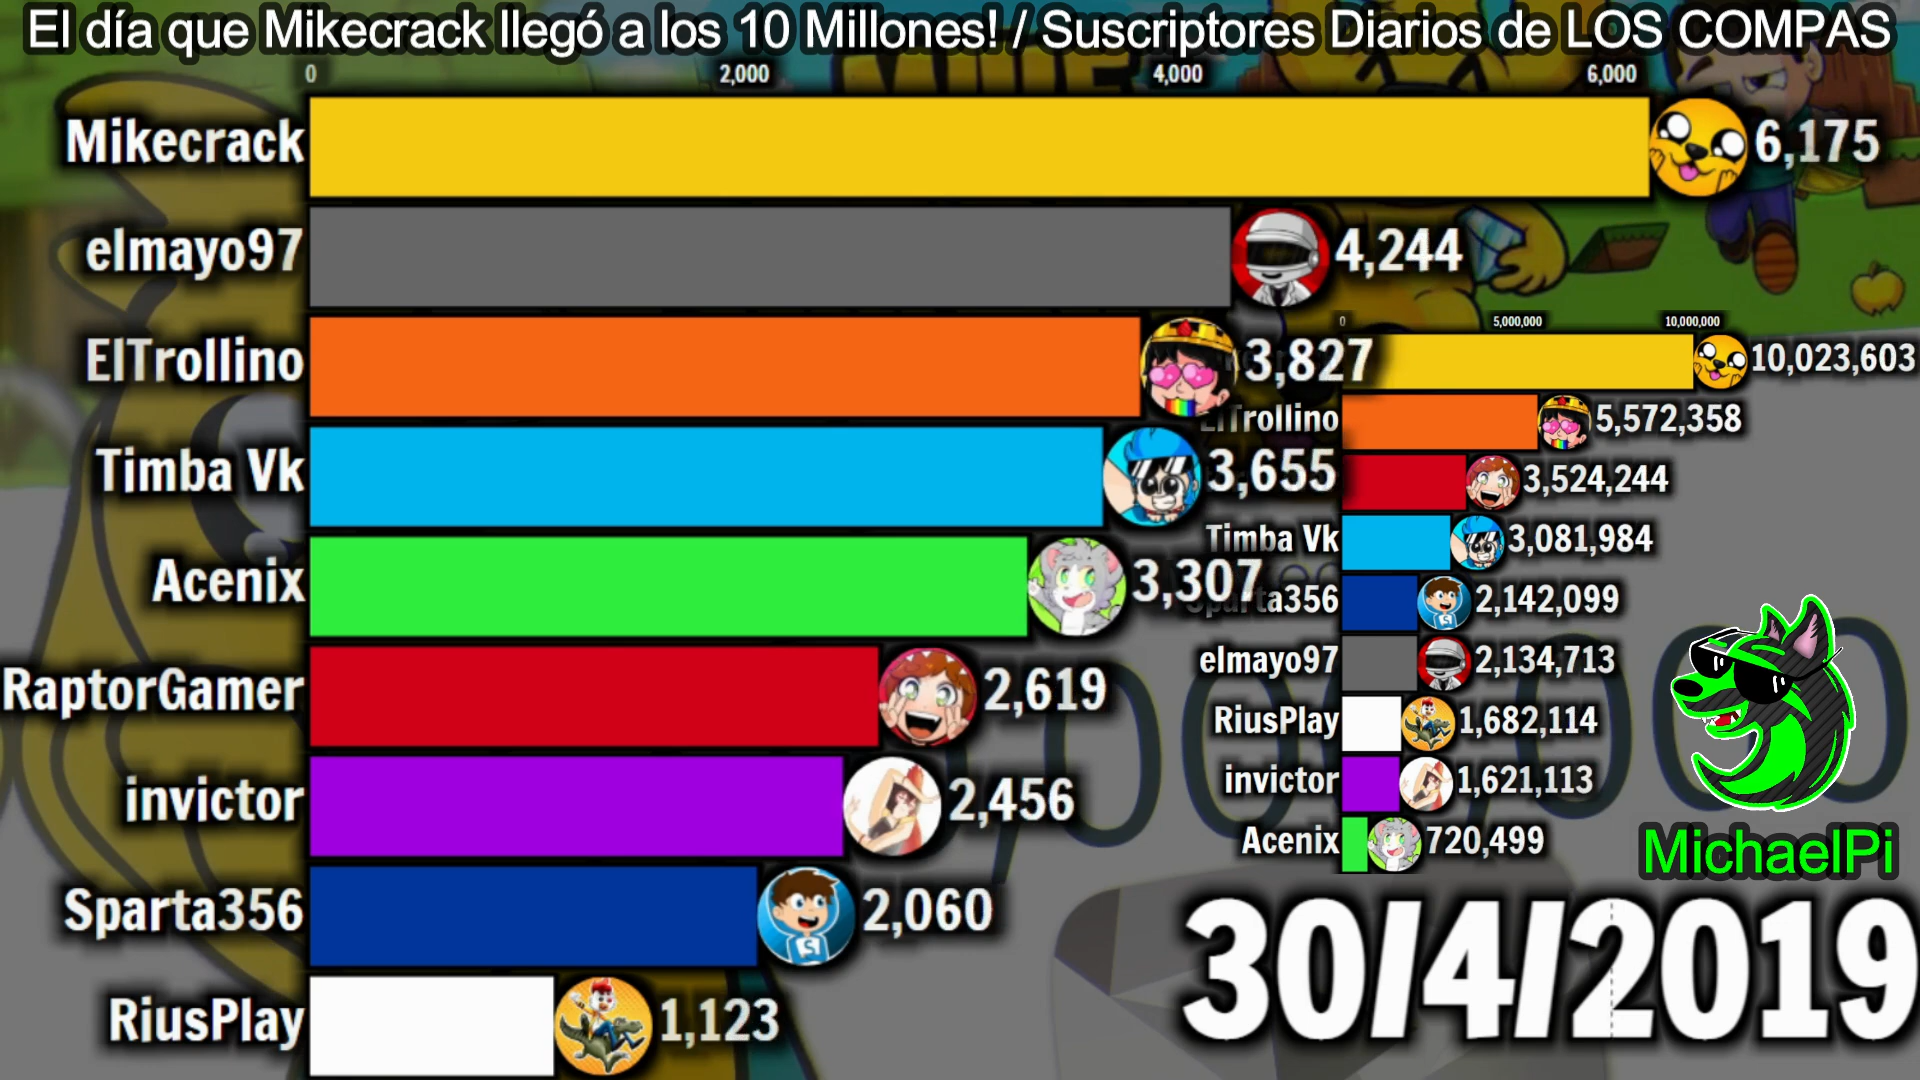 El día que Mikecrack llegó a los 10 Millones! / Suscriptores Diarios de LOS COMPAS
0 2,000 4,000 6,000
Mikecrack 6,175
elmayo97 4,244
ElTrollino 3,827
Timba Vk 3,655
Acenix 3,307
RaptorGamer 2,619
invictor 2,456
Sparta356 2,060
RiusPlay 1,123
0 5,000,000 10,000,000
10,023,603
ElTrollino 5,572,358
3,524,244
Timba Vk 3,081,984
Sparta356 2,142,099
elmayo97 2,134,713
RiusPlay 1,682,114
invictor 1,621,113
Acenix 720,499
MichaelPi
30/4/2019